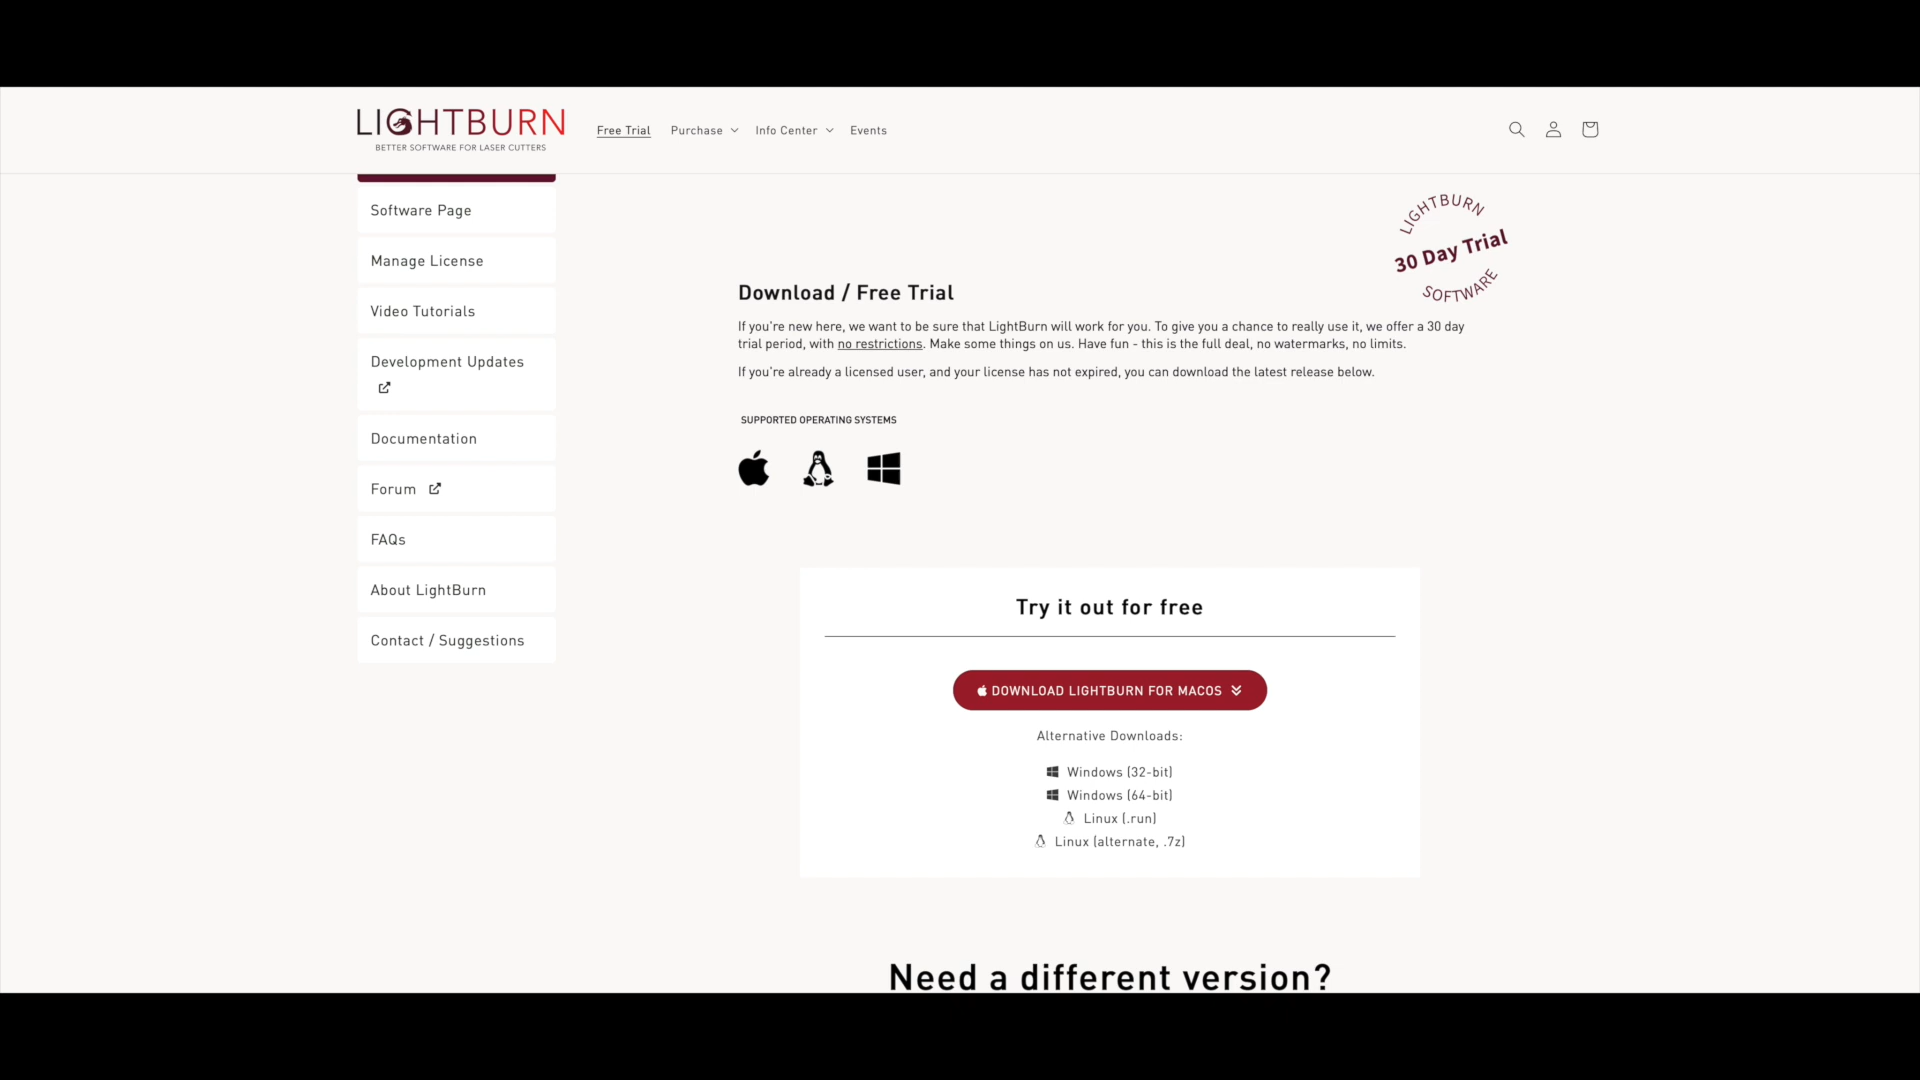 LIGHTBURN
BETTER SOFTWARE FOR LASER CUTTERS
Free Trial
Purchase
Info Center
Events
Software Page
Manage License
Video Tutorials
Development Updates
Documentation
Forum
FAQs
About LightBurn
Contact / Suggestions
LIGHTBURN
30 Day Trial
SOFTWARE
Download / Free Trial
If you're new here, we want to be sure that LightBurn will work for you. To give you a chance to really use it, we offer a 30 day
trial period, with no restrictions. Make some things on us. Have fun - this is the full deal, no watermarks, no limits.
If you're already a licensed user, and your license has not expired, you can download the latest release below.
SUPPORTED OPERATING SYSTEMS
Try it out for free
DOWNLOAD LIGHTBURN FOR MACOS
Alternative Downloads:
Windows (32-bit)
Windows (64-bit)
Linux (.run)
Linux (alternate, .7z)
Need a different version?